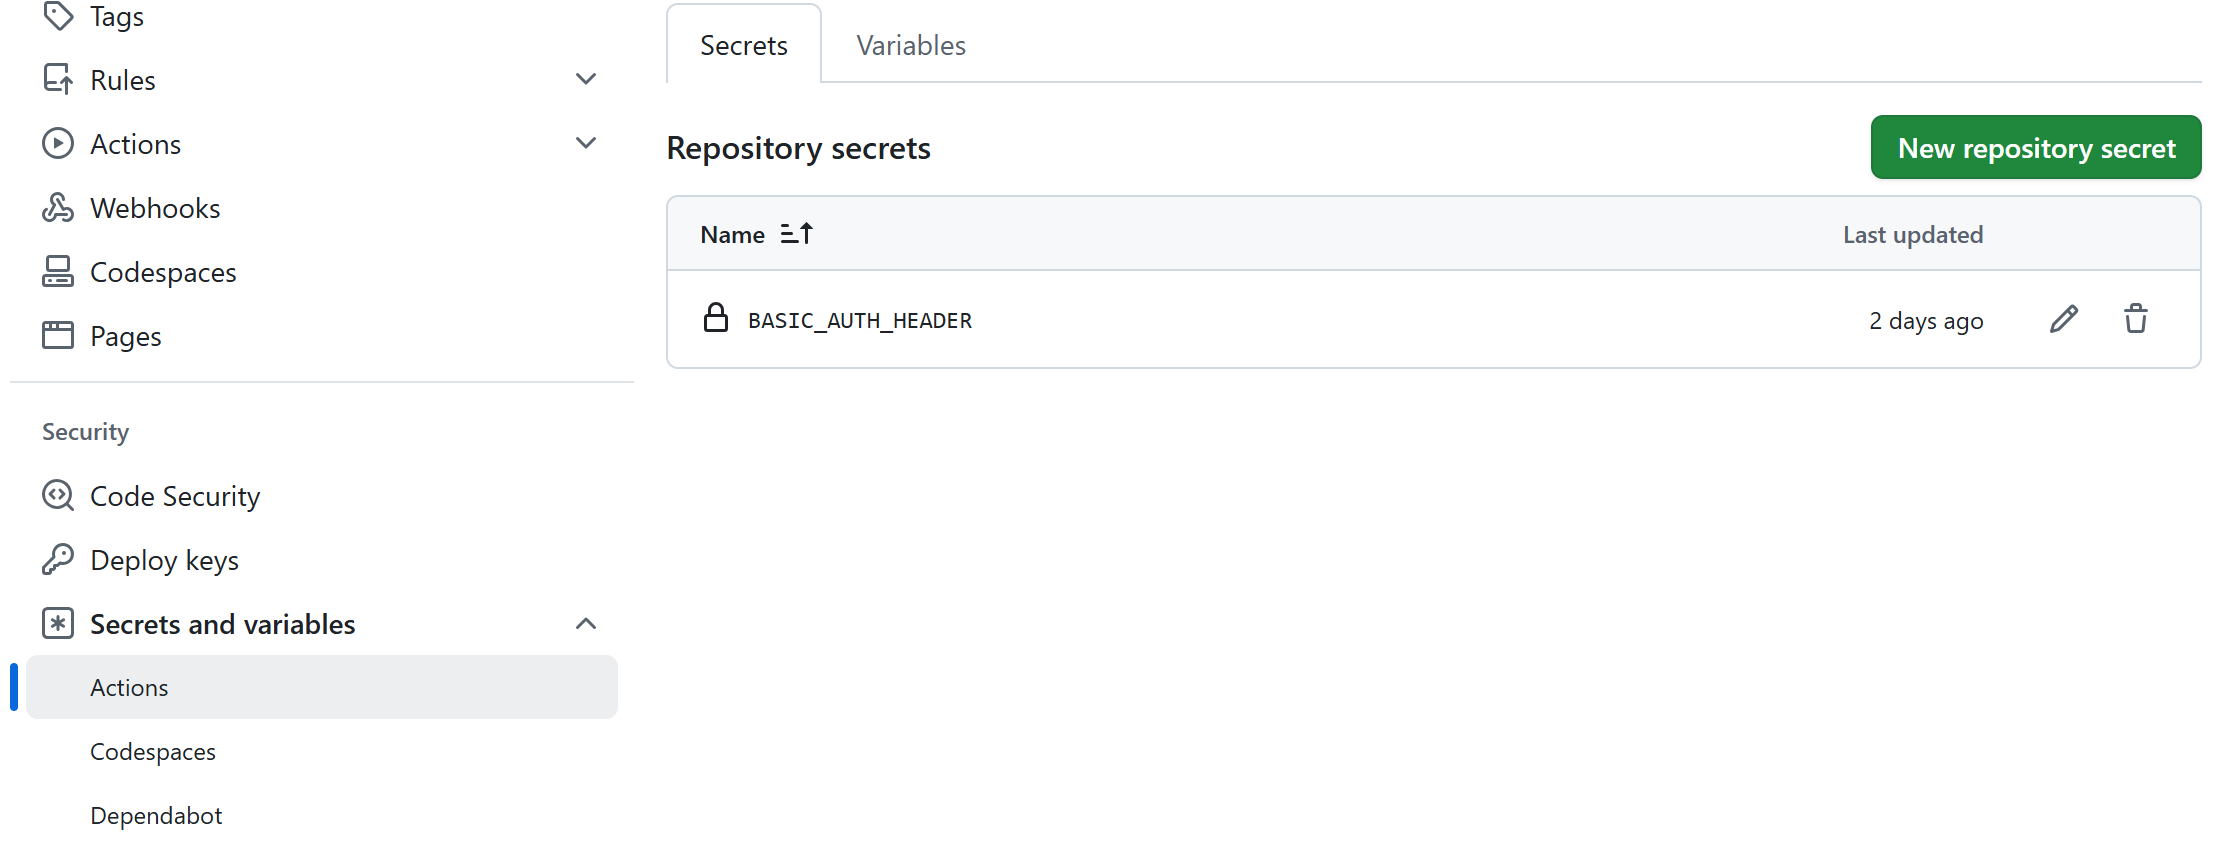 Tags
Rules
Actions
Webhooks
Codespaces
Pages
Security
Code Security
Deploy keys
Secrets and variables
Actions
Codespaces
Dependabot
Secrets Variables
Repository secrets New repository secret
Name Last updated
BASIC_AUTH_HEADER 2 days ago